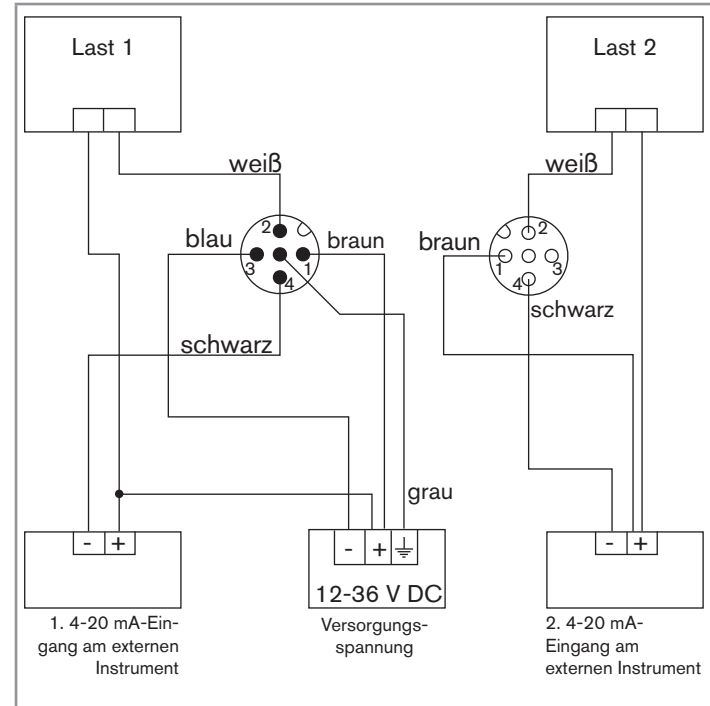 Last 1
Last 2
weiß
weiß
blau
braun
braun
2
3
1
4
2
1
3
4
schwarz
schwarz
grau
- +
- +
- +
12-36 V DC
1. 4-20 mA-Ein-
gang am externen
Instrument
Versorgungs-
spannung
2. 4-20 mA-
Eingang am
externen Instrument